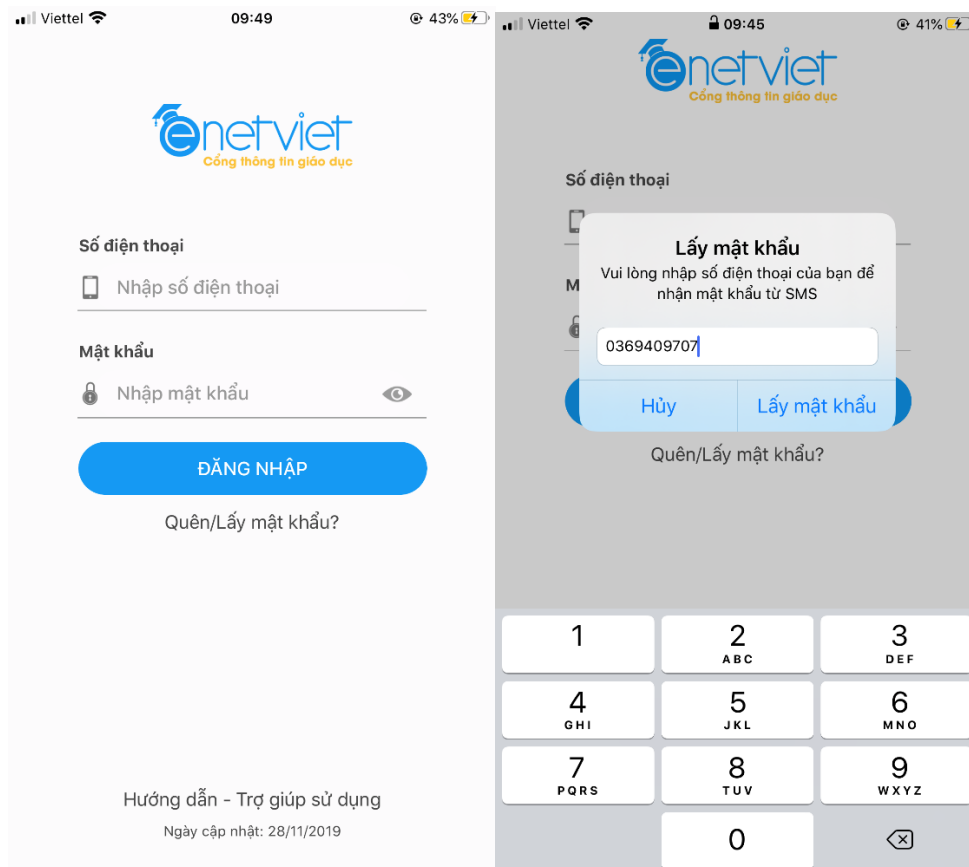 Viettel 09:49 43%
enetviet
Cổng thông tin giáo dục
Số điện thoại
Nhập số điện thoại
Mật khẩu
Nhập mật khẩu
ĐĂNG NHẬP
Quên/Lấy mật khẩu?
Hướng dẫn - Trợ giúp sử dụng
Ngày cập nhật: 28/11/2019
Viettel 09:45 41%
enetviet
Cổng thông tin giáo dục
Số điện thoại
Lấy mật khẩu
Vui lòng nhập số điện thoại của bạn để
nhận mật khẩu từ SMS
M
0369409707
Hủy Lấy mật khẩu
Quên/Lấy mật khẩu?
1 2 3
ABC DEF
4 5 6
GHI JKL MNO
7 8 9
PQRS TUV WXYZ
0